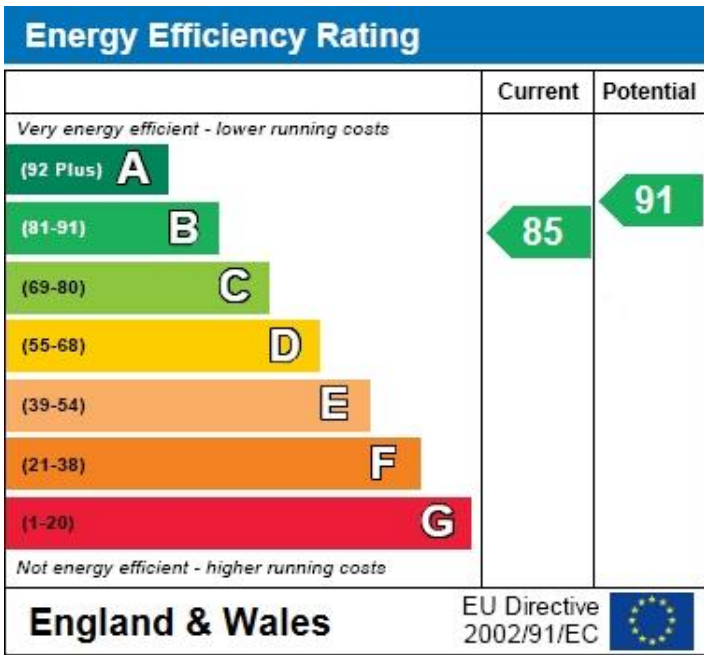 Energy Efficiency Rating
Current Potential
Very energy efficient - lower running costs
(92 Plus) A
(81-91) B
(69-80) C
(55-68) D
(39-54) E
(21-38) F
(1-20) G
85
91
Not energy efficient - higher running costs
England & Wales
EU Directive
2002/91/EC